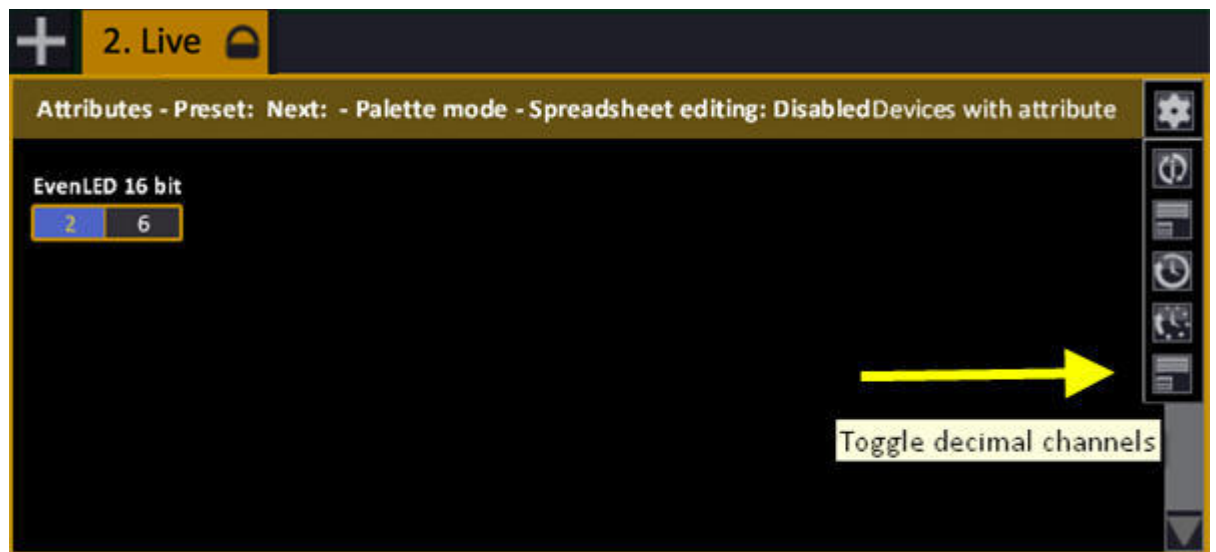 2. Live
Attributes - Preset: Next: - Palette mode - Spreadsheet editing: DisabledDevices with attribute
EvenLED 16 bit
2 6
Toggle decimal channels